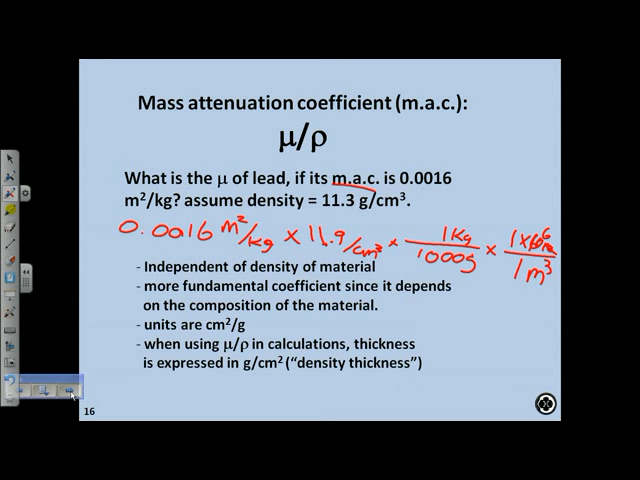 Mass attenuation coefficient (m.a.c.):
μ/ρ
What is the μ of lead, if its m.a.c. is 0.0016
m²/kg? assume density = 11.3 g/cm³.
0.0016 m²/kg × 11.9/cm³ × 1kg/1000g × 1×10⁶/1m³
- Independent of density of material
- more fundamental coefficient since it depends
on the composition of the material.
- units are cm²/g
- when using μ/ρ in calculations, thickness
is expressed in g/cm² (“density thickness”)
16